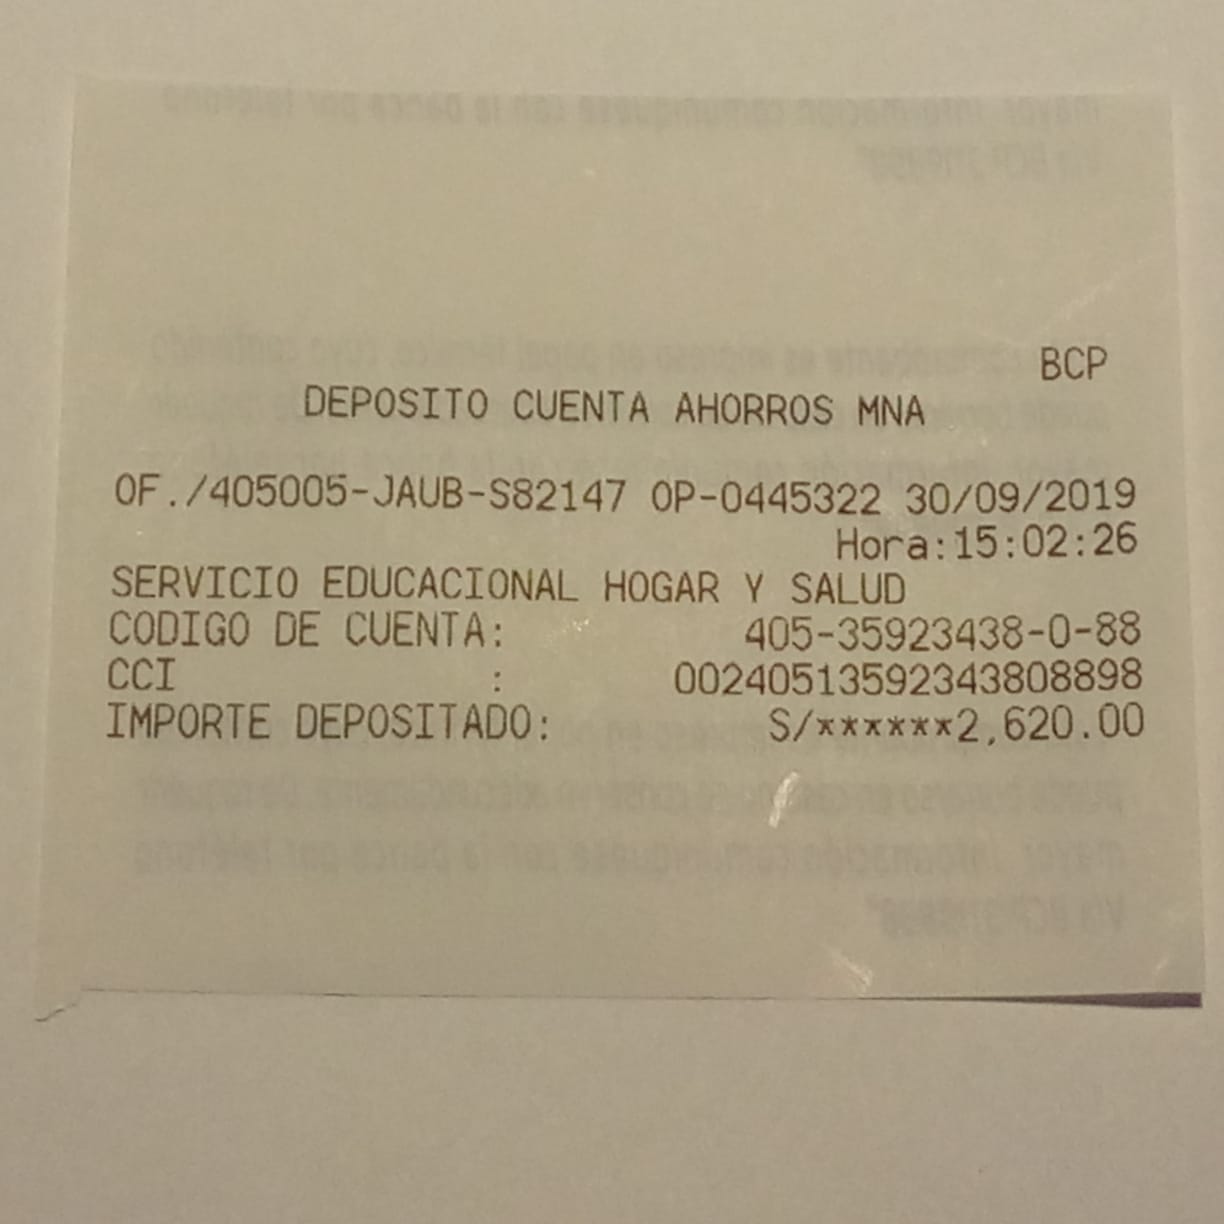 BCP
DEPOSITO CUENTA AHORROS MNA
OF./405005-JAUB-S82147 OP-0445322 30/09/2019
Hora:15:02:26
SERVICIO EDUCACIONAL HOGAR Y SALUD
CODIGO DE CUENTA: 405-35923438-0-88
CCI : 00240513592343808898
IMPORTE DEPOSITADO: S/******2,620.00